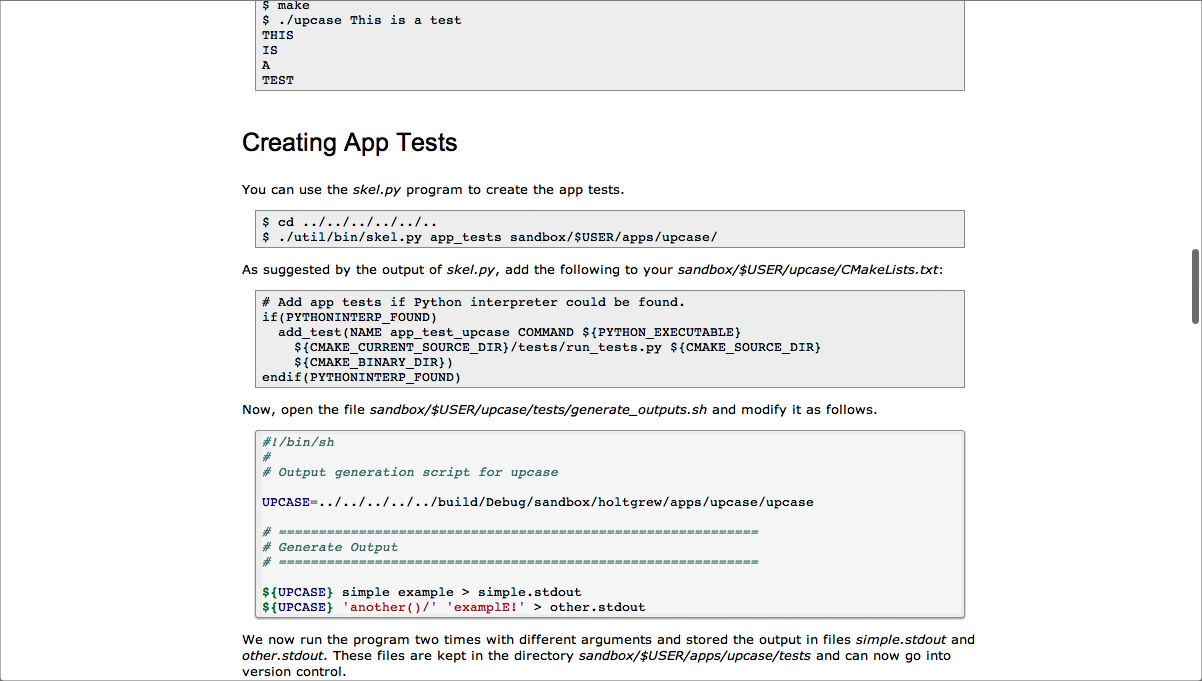 $ make
$ ./upcase This is a test
THIS
IS
A
TEST
Creating App Tests
You can use the skel.py program to create the app tests.
$ cd ../../../../../..
$ ./util/bin/skel.py app_tests sandbox/$USER/apps/upcase/
As suggested by the output of skel.py, add the following to your sandbox/$USER/upcase/CMakeLists.txt:
# Add app tests if Python interpreter could be found.
if(PYTHONINTERP_FOUND)
  add_test(NAME app_test_upcase COMMAND ${PYTHON_EXECUTABLE}
    ${CMAKE_CURRENT_SOURCE_DIR}/tests/run_tests.py ${CMAKE_SOURCE_DIR}
    ${CMAKE_BINARY_DIR})
endif(PYTHONINTERP_FOUND)
Now, open the file sandbox/$USER/upcase/tests/generate_outputs.sh and modify it as follows.
#!/bin/sh
#
# Output generation script for upcase
UPCASE=../../../../../build/Debug/sandbox/holtgrew/apps/upcase/upcase
# ============================================================
# Generate Output
# ============================================================
${UPCASE} simple example > simple.stdout
${UPCASE} 'another()/' 'examplE!' > other.stdout
We now run the program two times with different arguments and stored the output in files simple.stdout and
other.stdout. These files are kept in the directory sandbox/$USER/apps/upcase/tests and can now go into
version control.